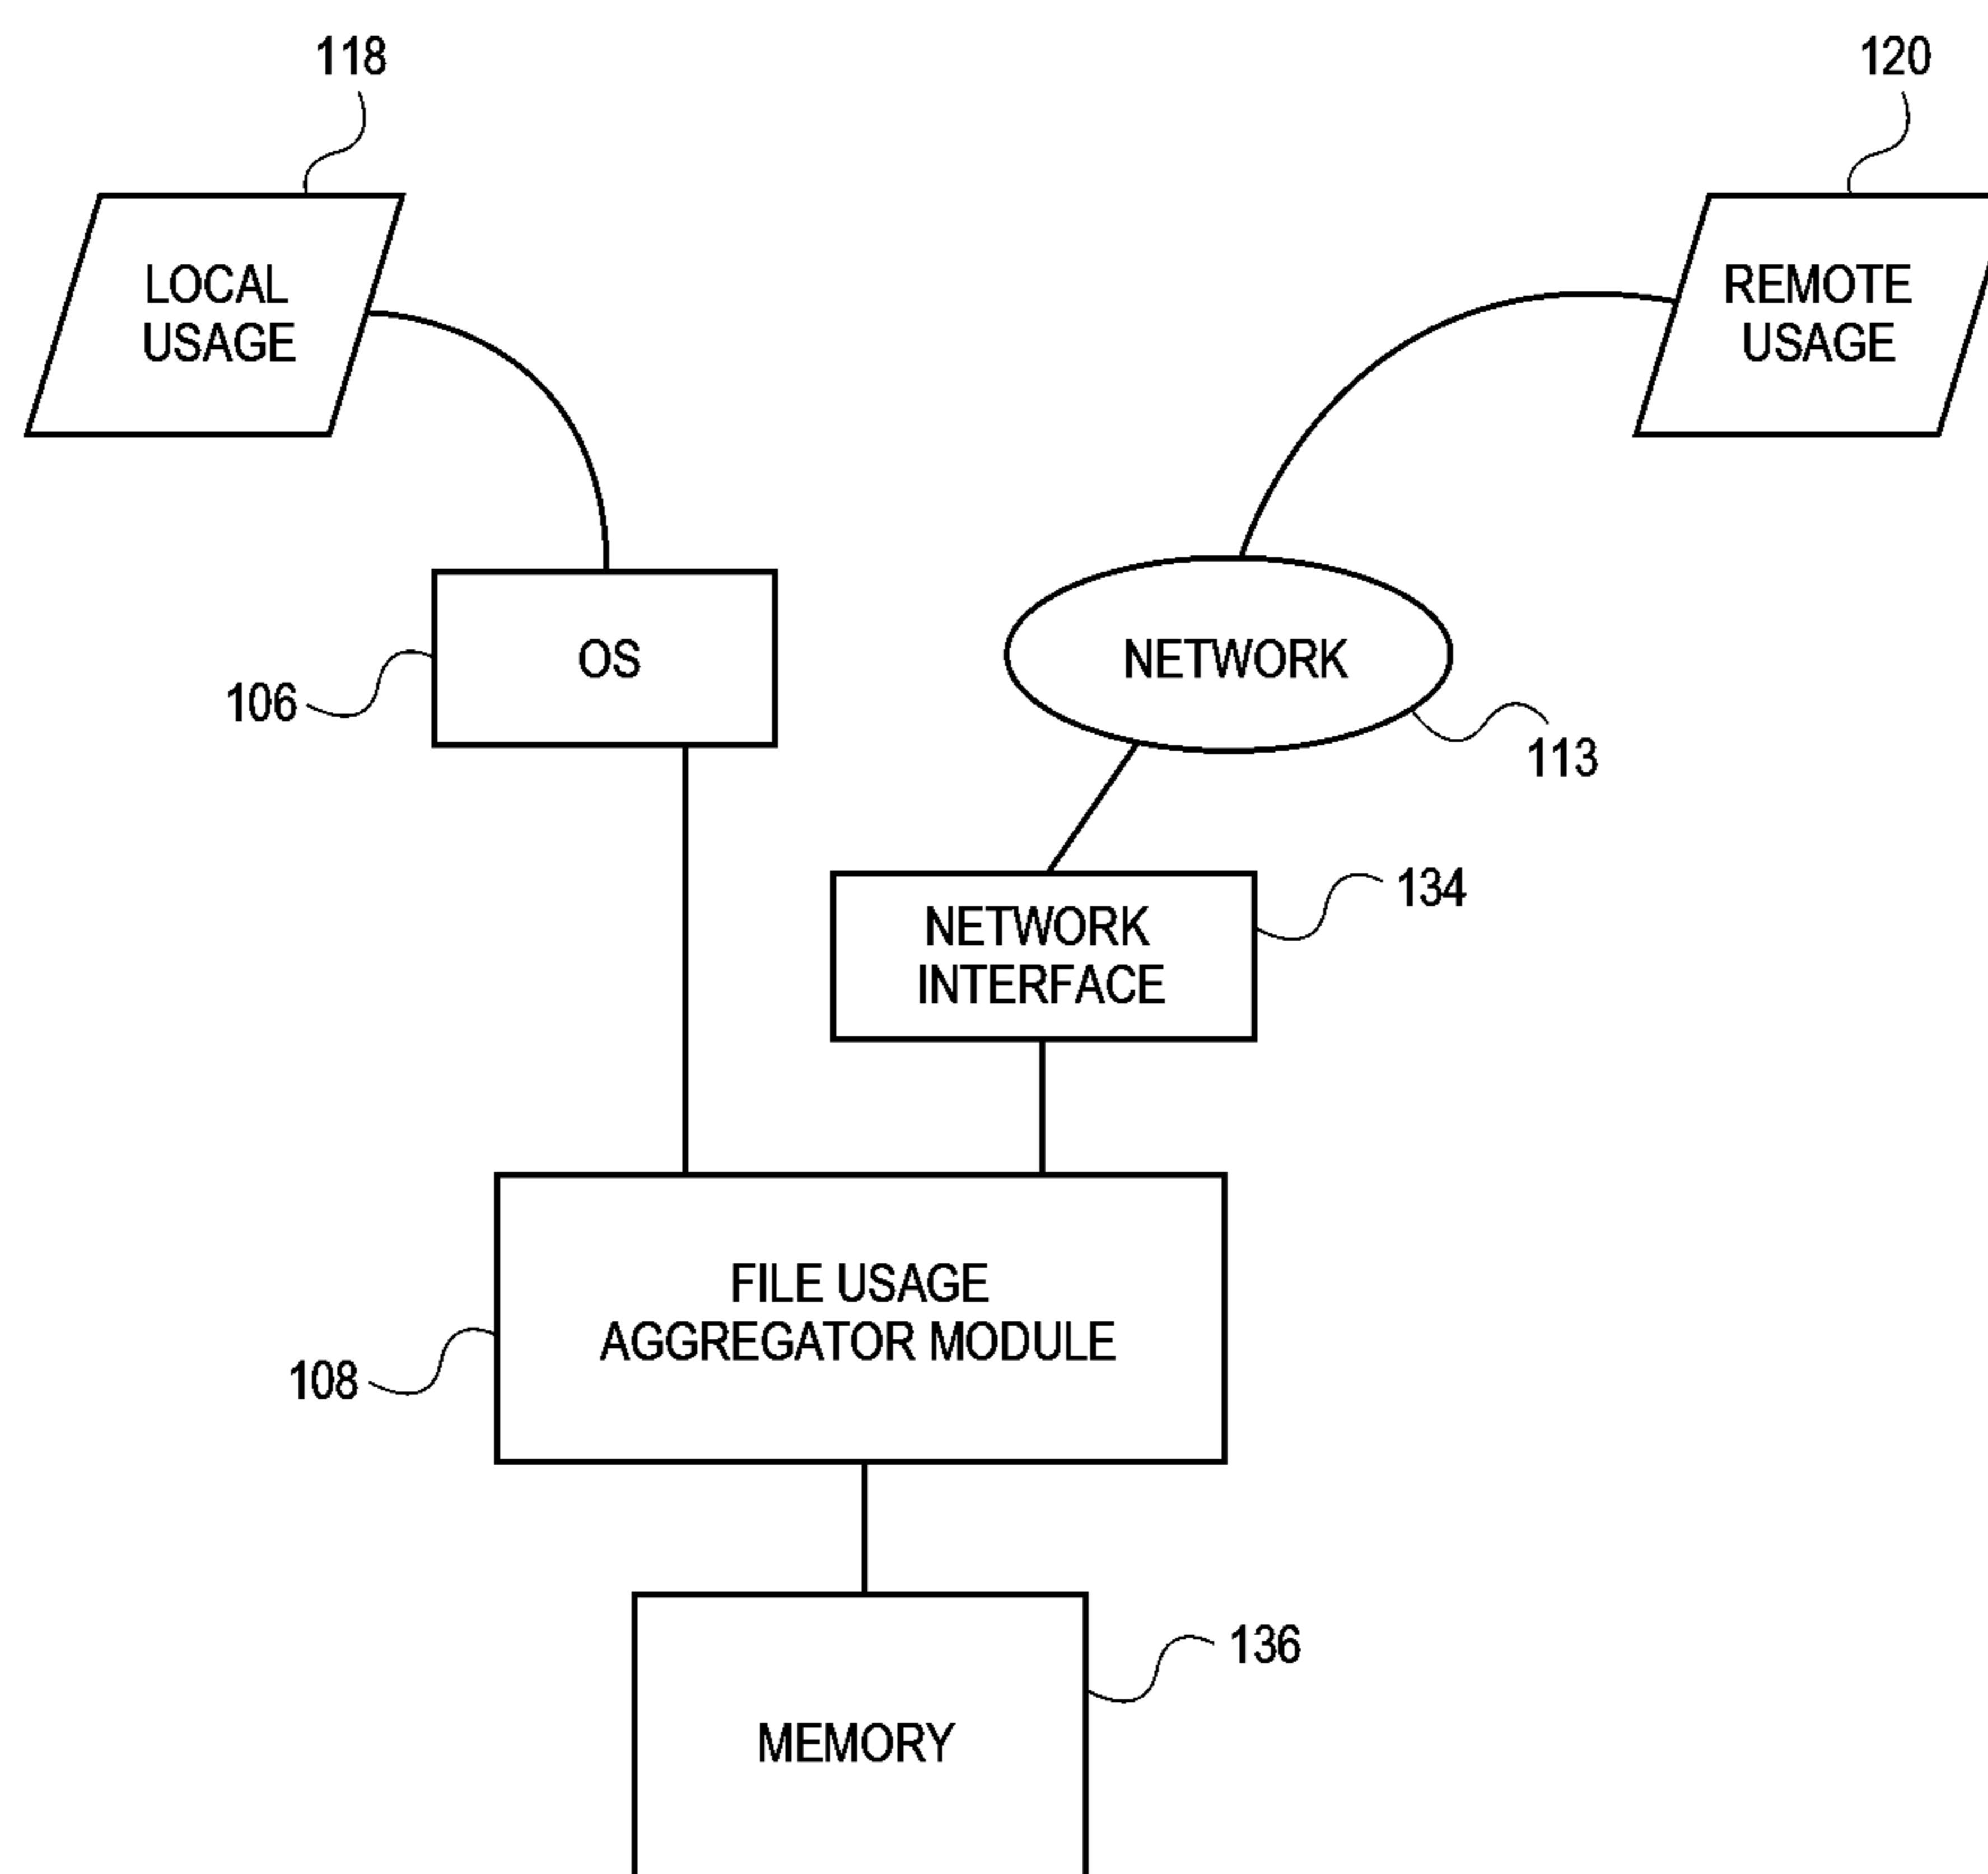 118
120
LOCAL
USAGE
REMOTE
USAGE
OS
NETWORK
106
113
134
NETWORK
INTERFACE
FILE USAGE
AGGREGATOR MODULE
108
136
MEMORY